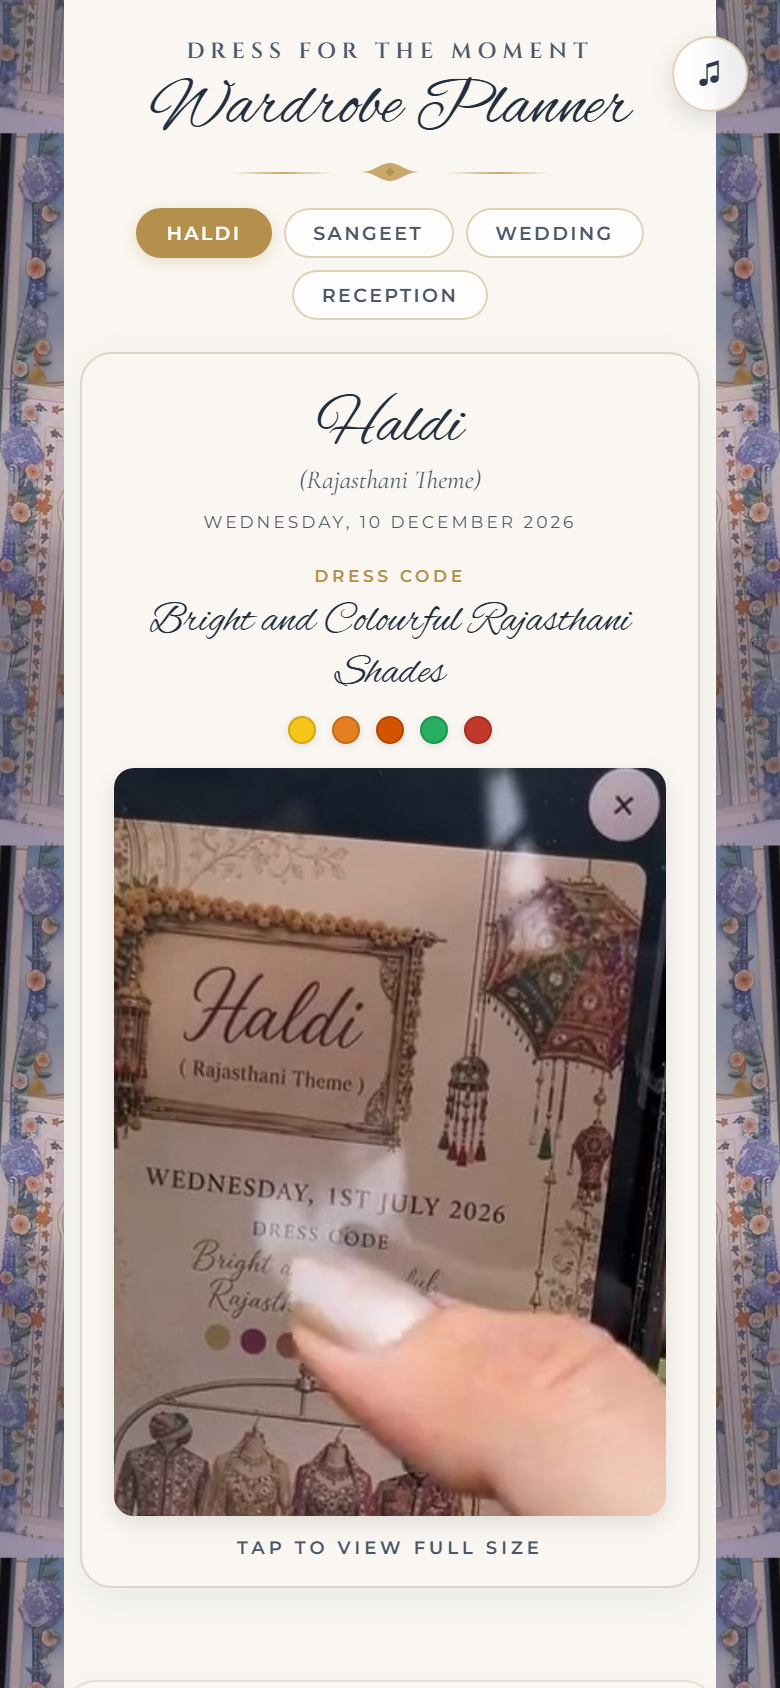 DRESS FOR THE MOMENT
Wardrobe Planner
HALDI
SANGEET
WEDDING
RECEPTION
Haldi
(Rajasthani Theme)
WEDNESDAY, 10 DECEMBER 2026
DRESS CODE
Bright and Colourful Rajasthani
Shades
Haldi
( Rajasthani Theme )
WEDNESDAY, 1ST JULY 2026
DRESS CODE
Bright
TAP TO VIEW FULL SIZE